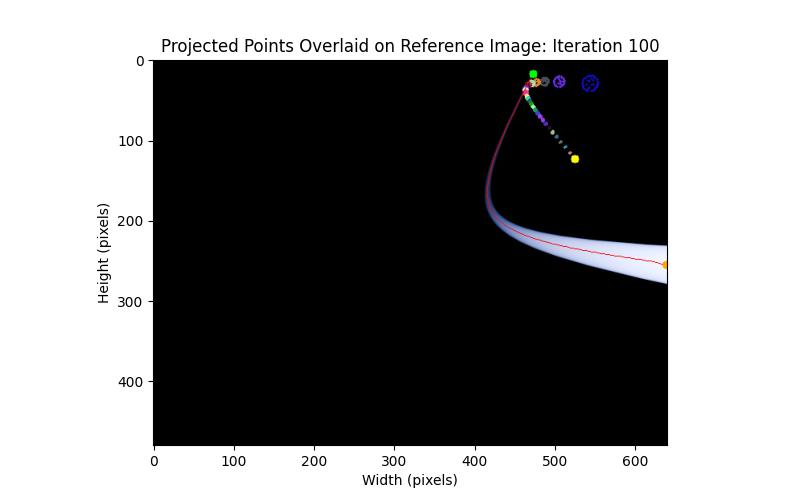 Projected Points Overlaid on Reference Image: Iteration 100
0
100
200
300
400
Height (pixels)
0 100 200 300 400 500 600
Width (pixels)